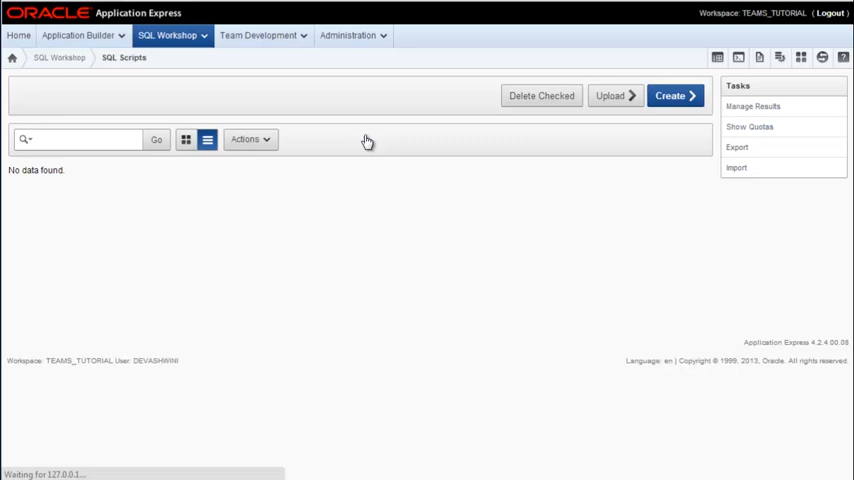 ORACLE Application Express Workspace: TEAMS_TUTORIAL ( Logout )
Home Application Builder SQL Workshop Team Development Administration
SQL Workshop SQL Scripts
Delete Checked Upload Create
Tasks
Manage Results
Show Quotas
Export
Import
Go Actions
No data found.
Application Express 4.2.4.00.08
Workspace: TEAMS_TUTORIAL User: DEVASHWINI Language: en | Copyright © 1999, 2013, Oracle. All rights reserved.
Waiting for 127.0.0.1...